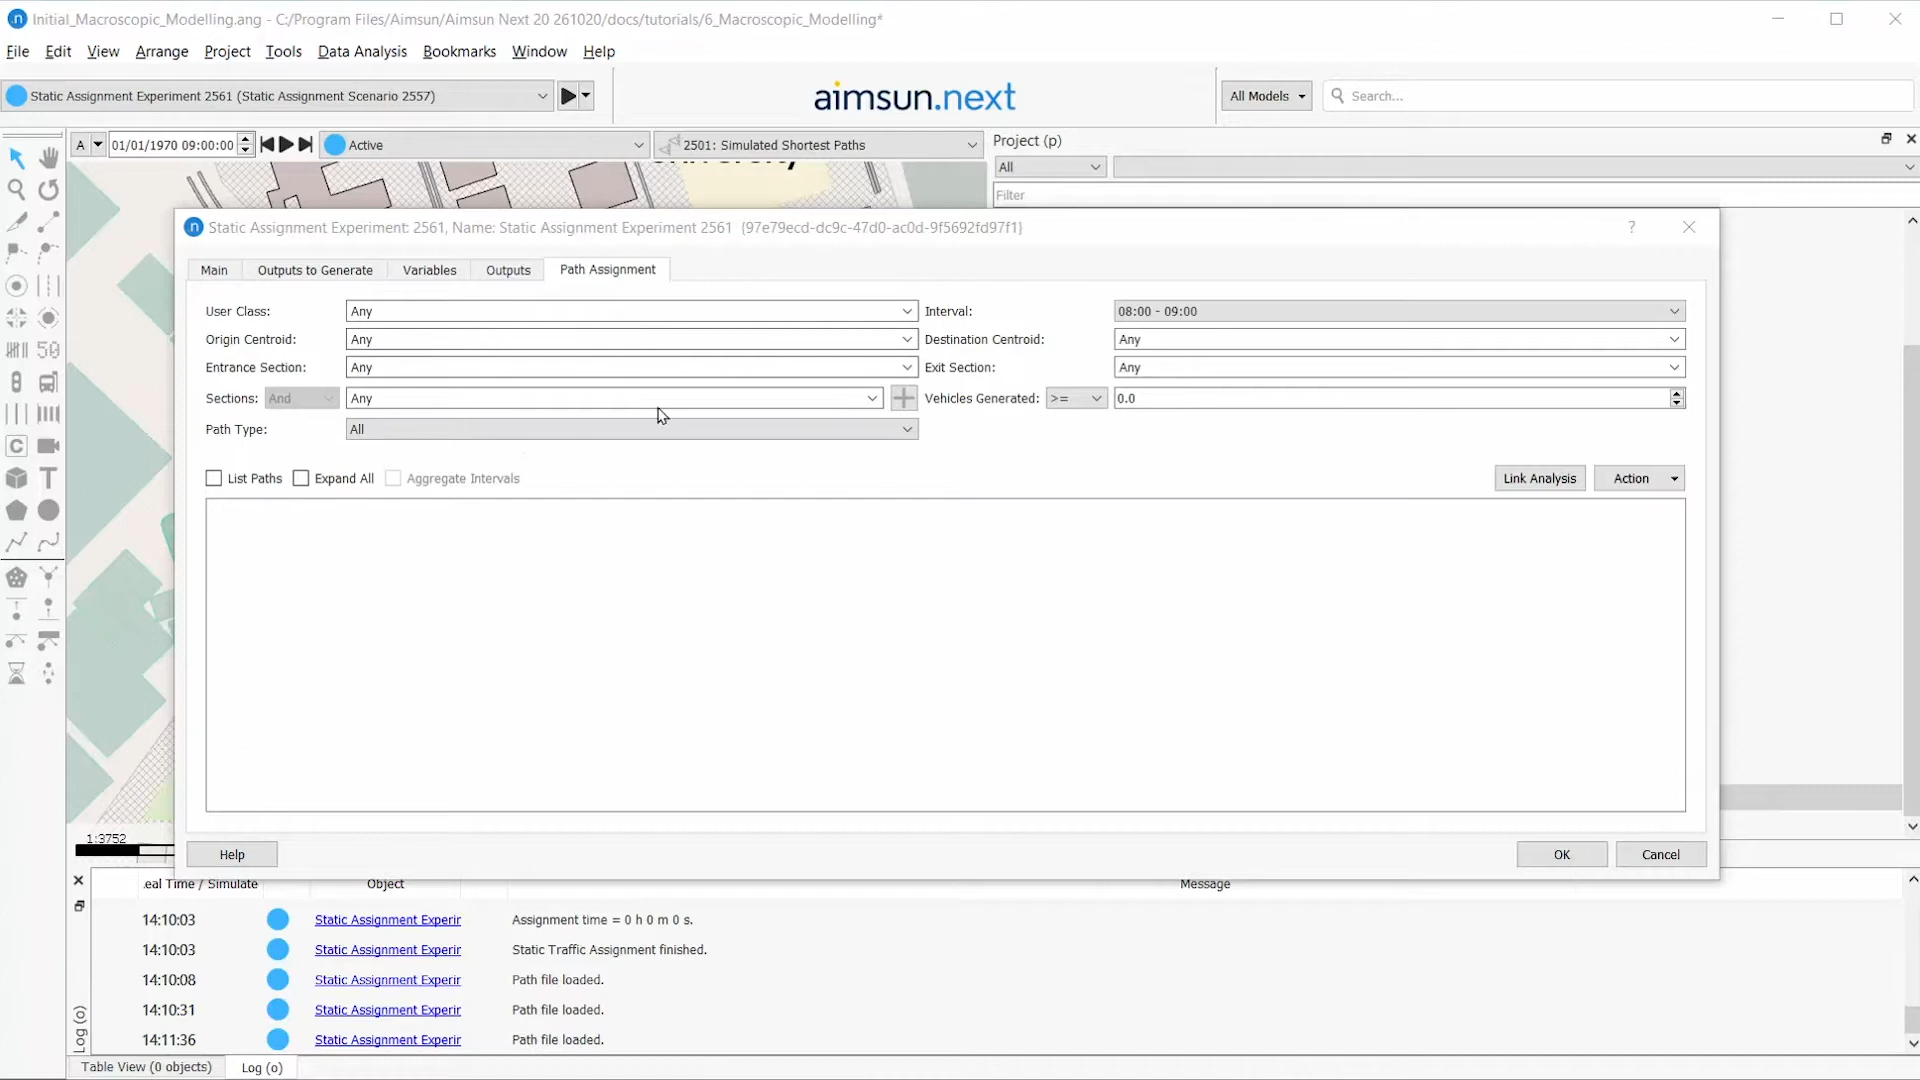 Initial_Macroscopic_Modelling.ang - C:/Program Files/Aimsun/Aimsun Next 20 261020/docs/tutorials/6_Macroscopic_Modelling*
File Edit View Arrange Project Tools Data Analysis Bookmarks Window Help
Static Assignment Experiment 2561 (Static Assignment Scenario 2557)
aimsun.next
All Models
Search...
A 01/01/1970 09:00:00 Active 2501: Simulated Shortest Paths
Project (p)
All
Filter
Static Assignment Experiment: 2561, Name: Static Assignment Experiment 2561 {97e79ecd-dc9c-47d0-ac0d-9f5692fd97f1}
?
Main Outputs to Generate Variables Outputs Path Assignment
User Class: Any Interval: 08:00 - 09:00
Origin Centroid: Any Destination Centroid: Any
Entrance Section: Any Exit Section: Any
Sections: And Any Vehicles Generated: >= 0.0
Path Type: All
List Paths Expand All Aggregate Intervals Link Analysis Action
1:3752
Help OK Cancel
eal Time / Simulate Object Message
14:10:03 Static Assignment Experir Assignment time = 0 h 0 m 0 s.
14:10:03 Static Assignment Experir Static Traffic Assignment finished.
14:10:08 Static Assignment Experir Path file loaded.
14:10:31 Static Assignment Experir Path file loaded.
14:11:36 Static Assignment Experir Path file loaded.
Log (o)
Table View (0 objects) Log (o)